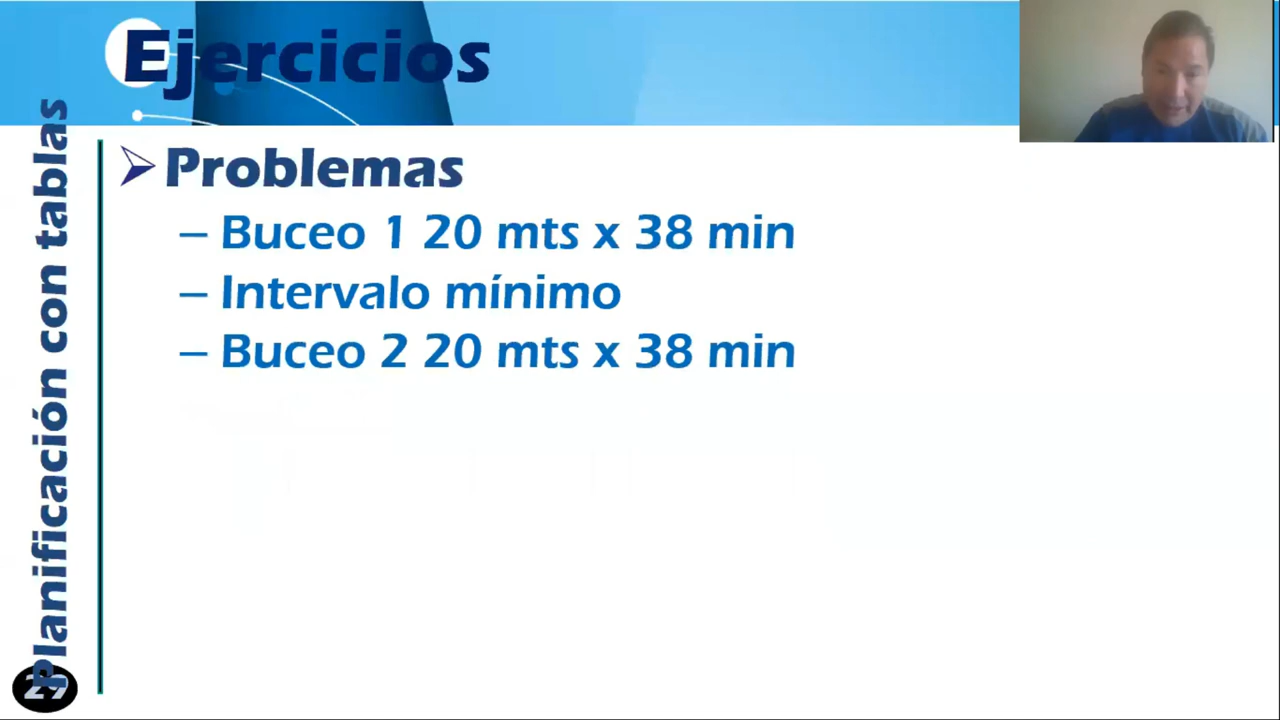 Ejercicios
Planificación con tablas
Problemas
– Buceo 1 20 mts x 38 min
– Intervalo mínimo
– Buceo 2 20 mts x 38 min
29